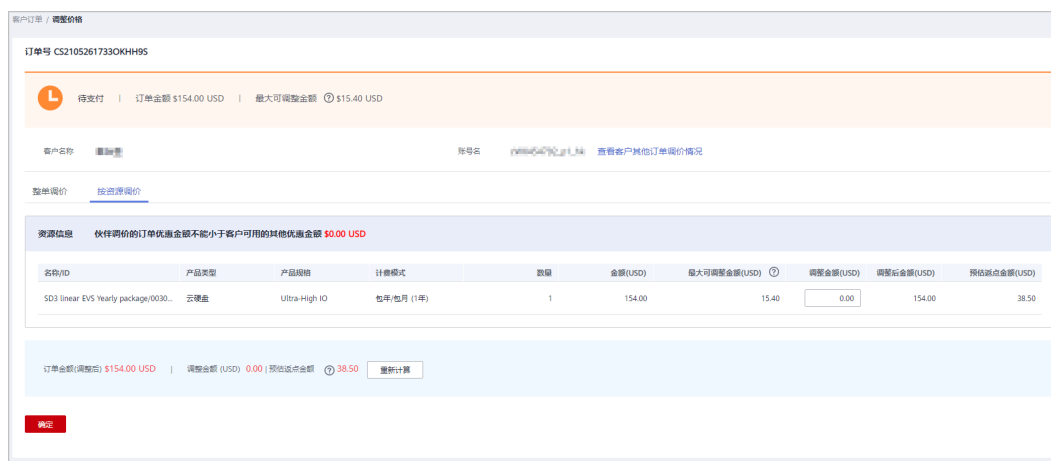 客户订单 / 调整价格
订单号 CS2105261733OKHH9S
待支付 | 订单金额 $154.00 USD | 最大可调整金额 ? $15.40 USD
客户名称 账号名 查看客户其他订单调价情况
整单调价 按资源调价
资源信息 伙伴调价的订单优惠金额不能小于客户可用的其他优惠金额 $0.00 USD
名称/ID 产品类型 产品规格 计费模式 数量 金额(USD) 最大可调整金额(USD) ? 调整金额(USD) 调整后金额(USD) 预估返点金额(USD)
SD3 linear EVS Yearly package/0030... 云硬盘 Ultra-High IO 包年/包月 (1年) 1 154.00 15.40 0.00 154.00 38.50
订单金额(调整后) $154.00 USD | 调整金额 (USD) 0.00 | 预估返点金额 ? 38.50 重新计算
确定